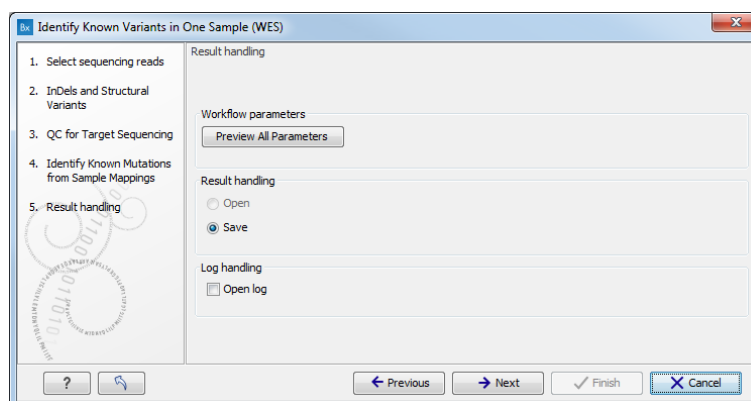 Bx Identify Known Variants in One Sample (WES)
x
1. Select sequencing reads
2. InDels and Structural
Variants
3. QC for Target Sequencing
4. Identify Known Mutations
from Sample Mappings
5. Result handling
Result handling
Workflow parameters
Preview All Parameters
Result handling
Open
Save
Log handling
Open log
?
Previous
Next
Finish
Cancel